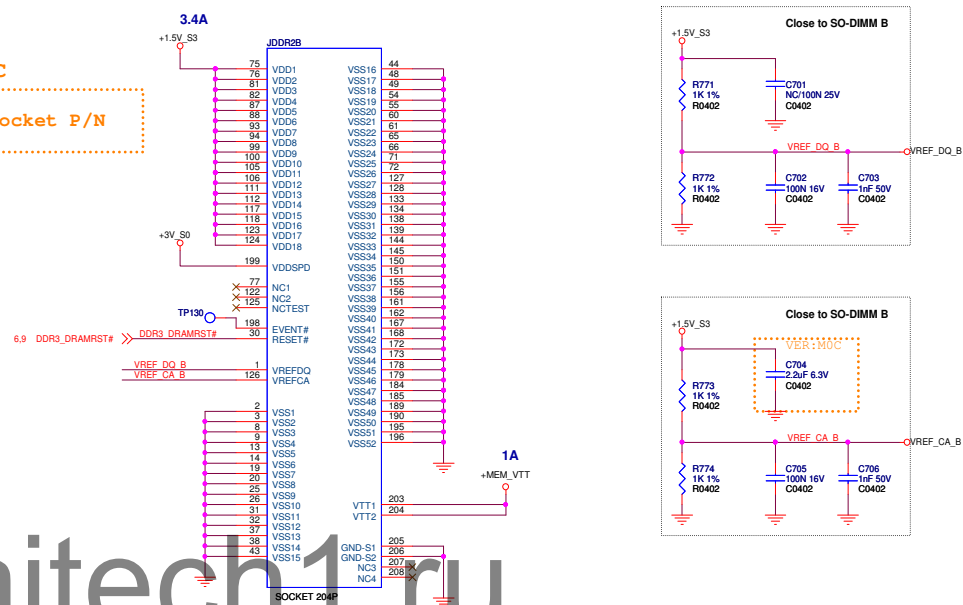 3.4A
+1.5V_S3
JDDR2B
C
ocket P/N
75 VDD1
76 VDD2
81 VDD3
82 VDD4
87 VDD5
88 VDD6
93 VDD7
94 VDD8
99 VDD9
100 VDD10
105 VDD11
106 VDD12
111 VDD13
112 VDD14
117 VDD15
118 VDD16
123 VDD17
124 VDD18
+3V_S0
199 VDDSPD
77 NC1
122 NC2
125 NCTEST
TP130
198 EVENT#
6,9 DDR3_DRAMRST# DDR3_DRAMRST# 30 RESET#
VREF_DQ_B 1 VREFDQ
VREF_CA_B 126 VREFCA
2 VSS1
3 VSS2
8 VSS3
9 VSS4
13 VSS5
14 VSS6
19 VSS7
20 VSS8
25 VSS9
26 VSS10
31 VSS11
32 VSS12
37 VSS13
38 VSS14
43 VSS15
VSS16 44
VSS17 48
VSS18 49
VSS19 54
VSS20 55
VSS21 60
VSS22 61
VSS23 65
VSS24 66
VSS25 71
VSS26 72
VSS27 127
VSS28 128
VSS29 133
VSS30 134
VSS31 138
VSS32 139
VSS33 144
VSS34 145
VSS35 150
VSS36 151
VSS37 155
VSS38 156
VSS39 161
VSS40 162
VSS41 167
VSS42 168
VSS43 172
VSS44 173
VSS45 178
VSS46 179
VSS47 184
VSS48 185
VSS49 189
VSS50 190
VSS51 195
VSS52 196
1A
+MEM_VTT
VTT1 203
VTT2 204
GND-S1 205
GND-S2 206
NC3 207
NC4 208
SOCKET 204P
Close to SO-DIMM B
+1.5V_S3
R771
1K 1%
R0402
C701
NC/100N 25V
C0402
VREF_DQ_B
VREF_DQ_B
R772
1K 1%
R0402
C702
100N 16V
C0402
C703
1nF 50V
C0402
Close to SO-DIMM B
+1.5V_S3
VER:M0C
C704
2.2uF 6.3V
C0402
R773
1K 1%
R0402
VREF_CA_B
VREF_CA_B
R774
1K 1%
R0402
C705
100N 16V
C0402
C706
1nF 50V
C0402
nitech1.ru